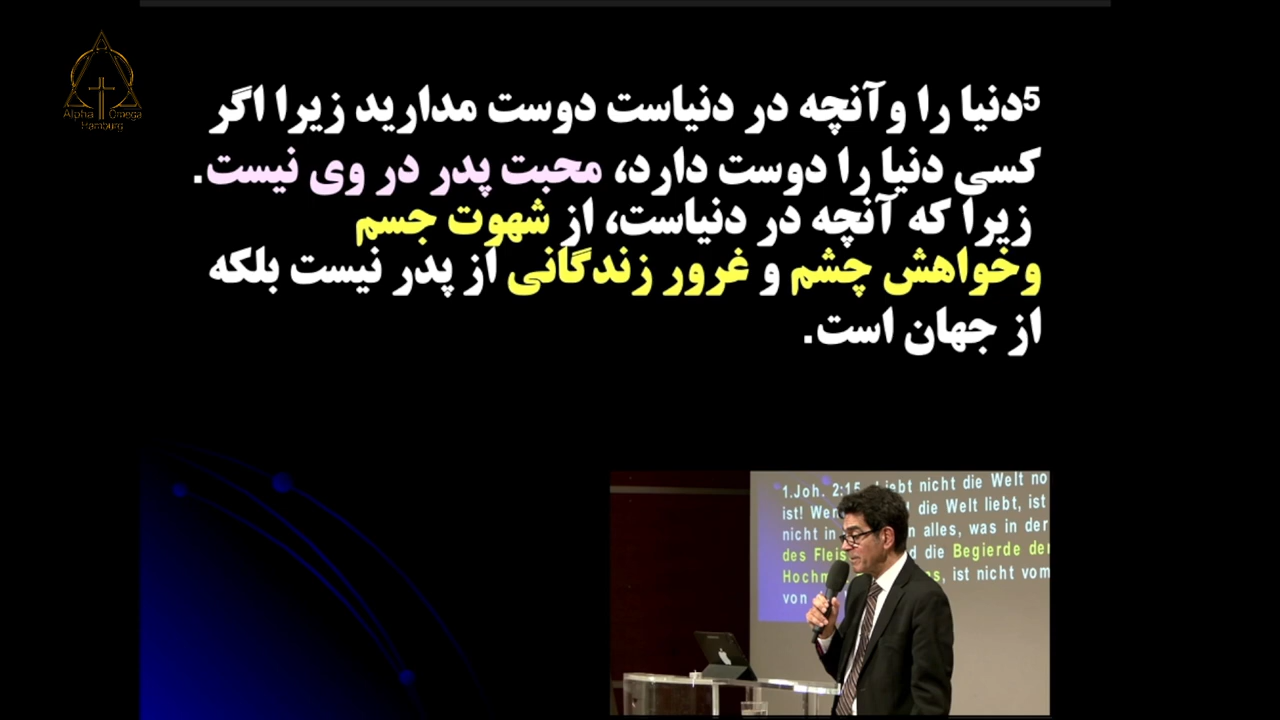 Alpha Omega
Hamburg
5دنیا را وآنچه در دنیاست دوست مدارید زیرا اگر
کسی دنیا را دوست دارد، محبت پدر در وی نیست.
زیرا که آنچه در دنیاست، از شهوت جسم
وخواهش چشم و غرور زندگانی از پدر نیست بلکه
از جهان است.
1.Joh. 2:15 Liebt nicht die Welt no
ist! Wer die Welt liebt, ist
nicht in alles, was in der
des Fleis d die Begierde der
Hochm s, ist nicht vom
von